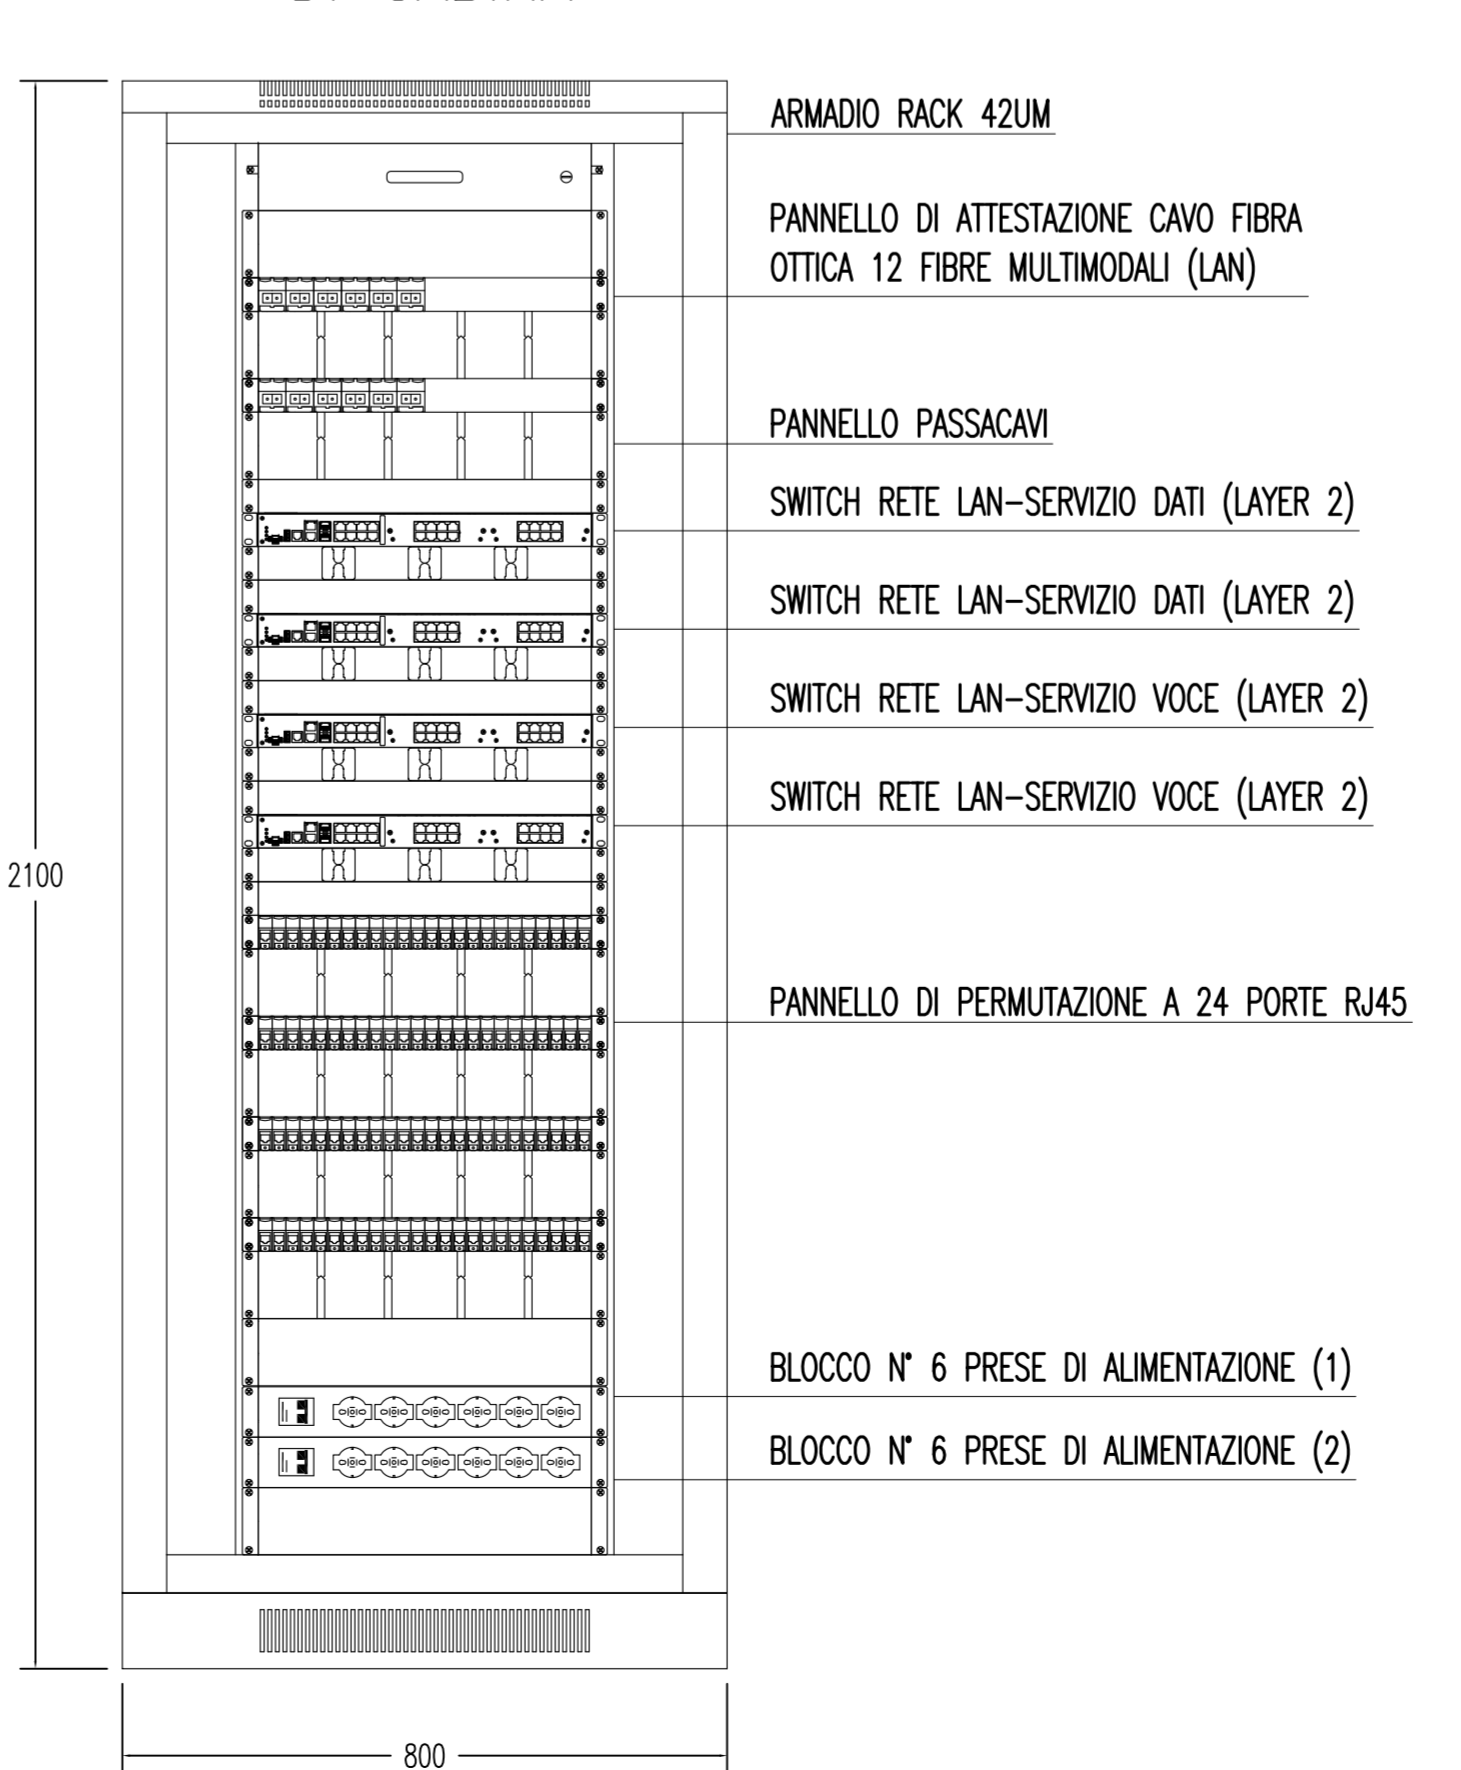 ARMADIO RACK 42UM
PANNELLO DI ATTESTAZIONE CAVO FIBRA
OTTICA 12 FIBRE MULTIMODALI (LAN)
PANNELLO PASSACAVI
SWITCH RETE LAN-SERVIZIO DATI (LAYER 2)
SWITCH RETE LAN-SERVIZIO DATI (LAYER 2)
SWITCH RETE LAN-SERVIZIO VOCE (LAYER 2)
SWITCH RETE LAN-SERVIZIO VOCE (LAYER 2)
2100
PANNELLO DI PERMUTAZIONE A 24 PORTE RJ45
BLOCCO N° 6 PRESE DI ALIMENTAZIONE (1)
BLOCCO N° 6 PRESE DI ALIMENTAZIONE (2)
800